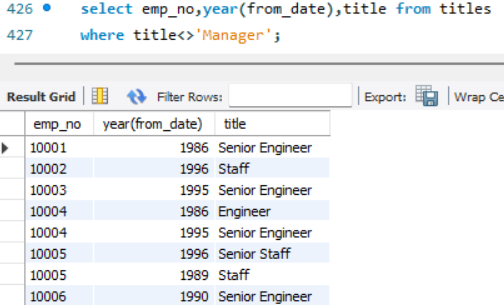 426 select emp_no,year(from_date),title from titles
427 where title<>'Manager';
Result Grid Filter Rows: Export: Wrap Ce
emp_no year(from_date) title
10001 1986 Senior Engineer
10002 1996 Staff
10003 1995 Senior Engineer
10004 1986 Engineer
10004 1995 Senior Engineer
10005 1996 Senior Staff
10005 1989 Staff
10006 1990 Senior Engineer